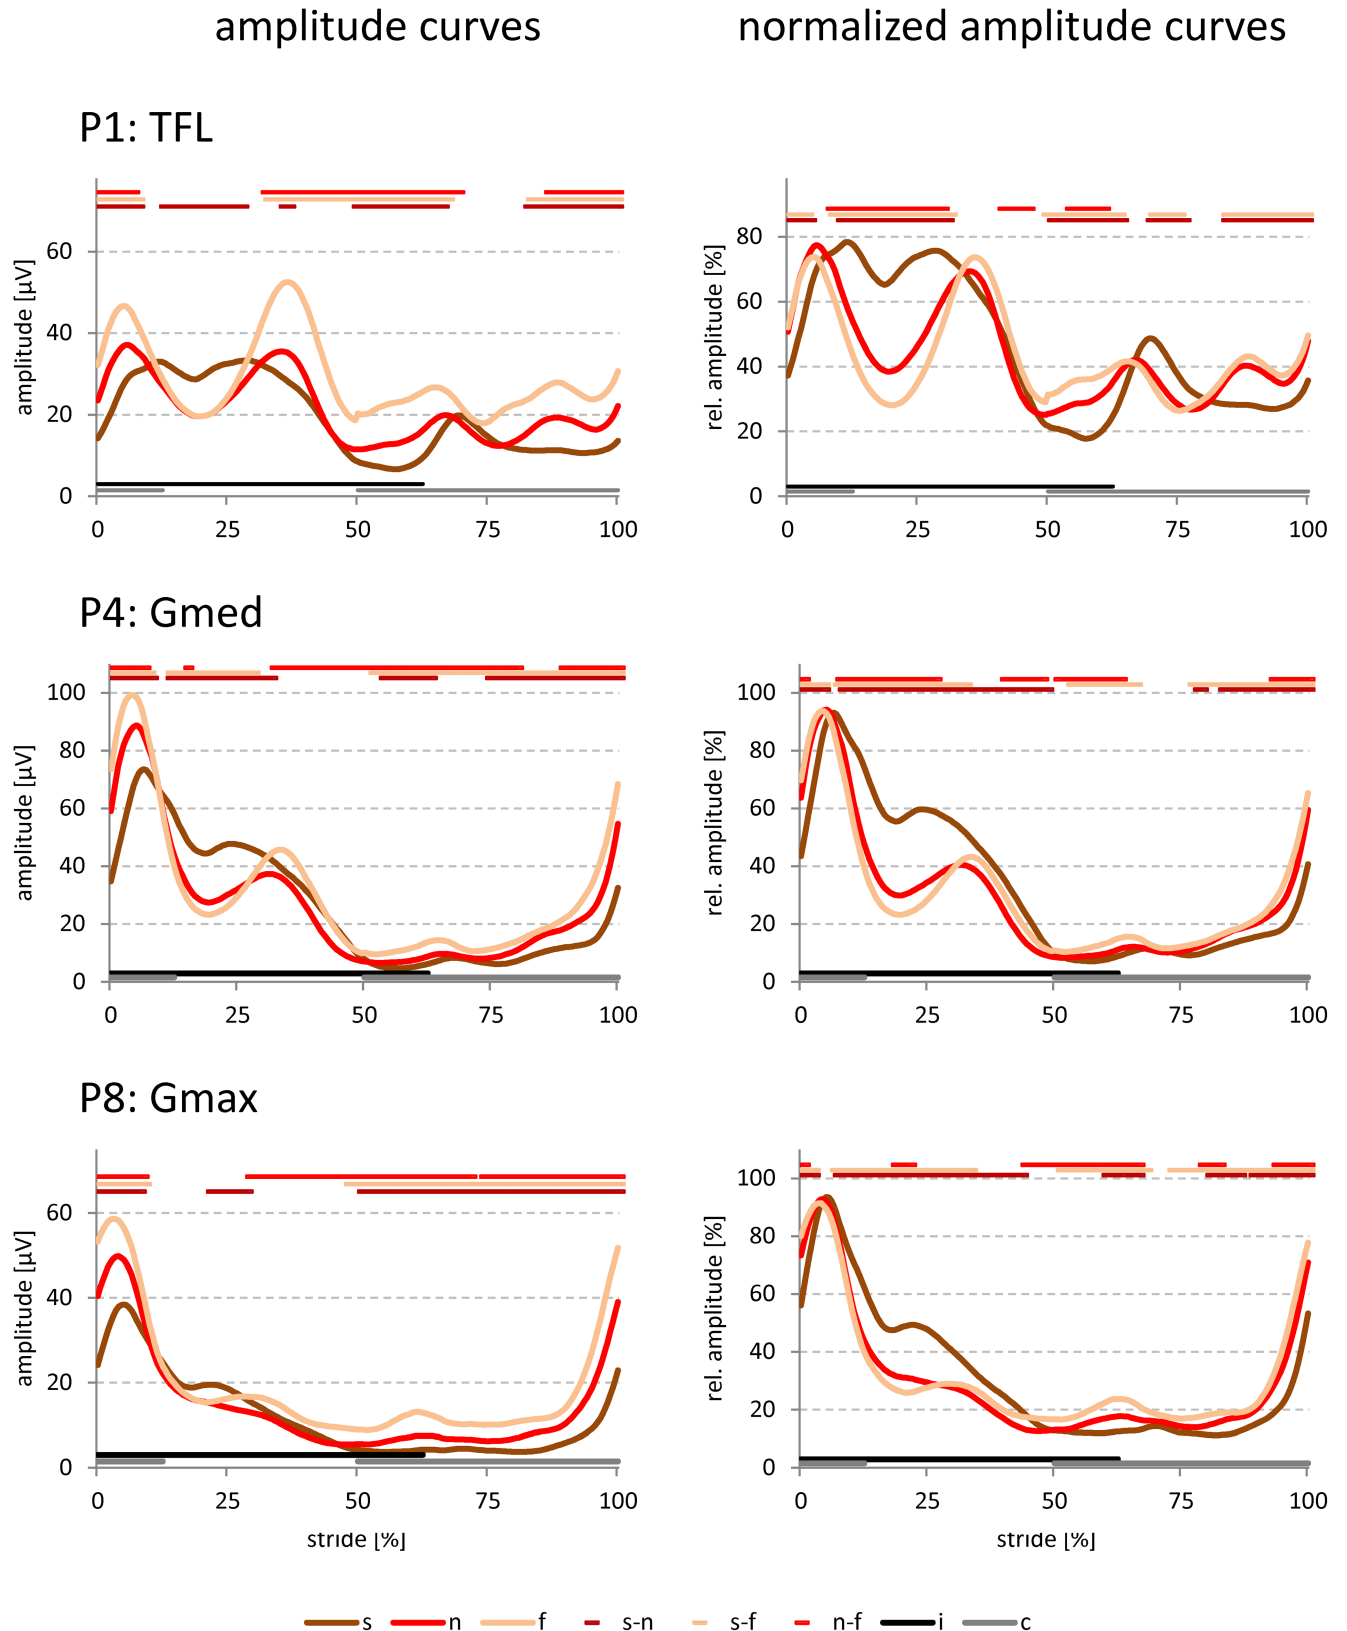 amplitude curves normalized amplitude curves
P1: TFL
amplitude [µV]
60
40
20
0
0 25 50 75 100
rel. amplitude [%]
80
60
40
20
0
0 25 50 75 100
P4: Gmed
amplitude [µV]
100
80
60
40
20
0
0 25 50 75 100
rel. amplitude [%]
100
80
60
40
20
0
0 25 50 75 100
P8: Gmax
amplitude [µV]
60
40
20
0
0 25 50 75 100
stride [%]
rel. amplitude [%]
100
80
60
40
20
0
0 25 50 75 100
stride [%]
s n f s-n s-f n-f i c